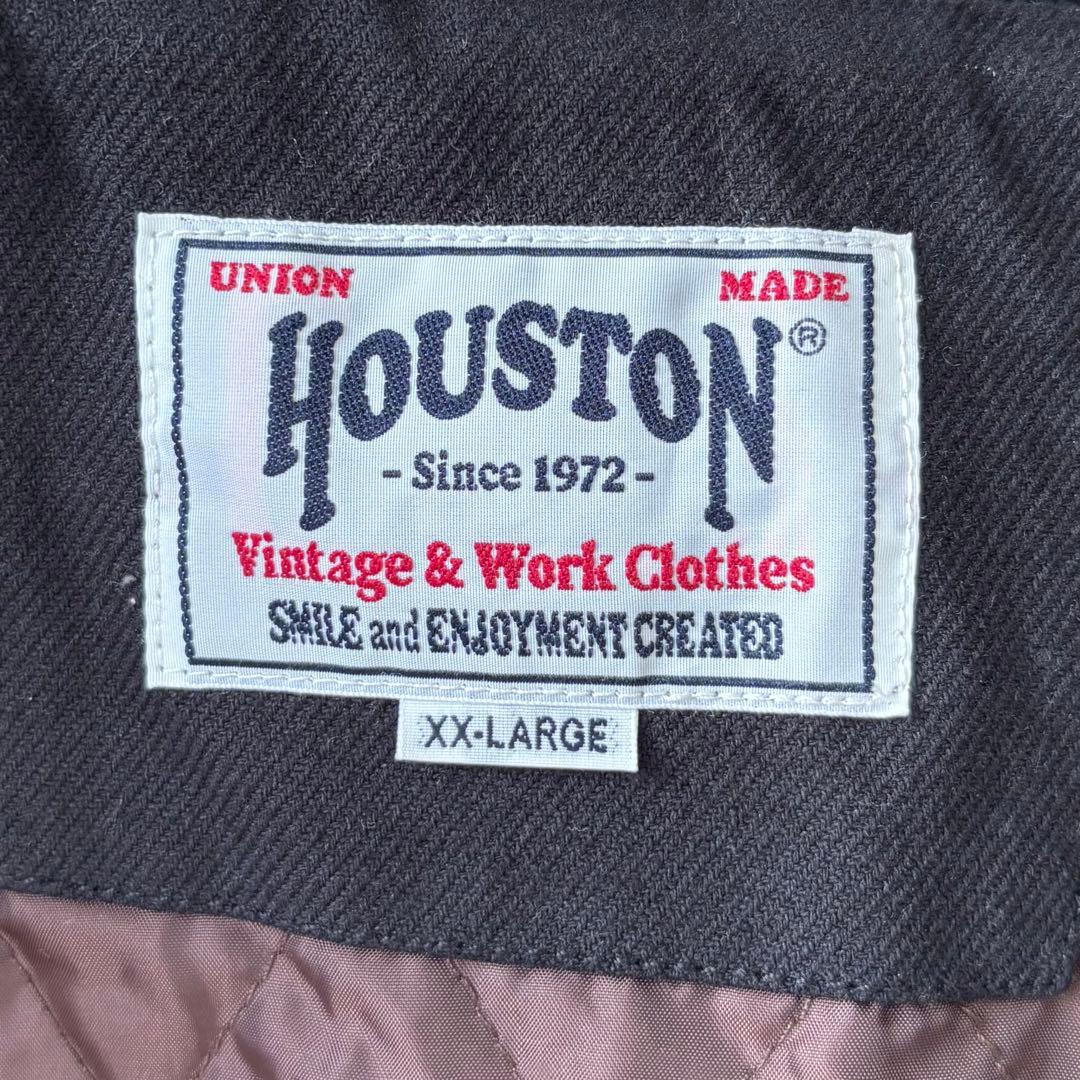 UNION MADE
HOUSTON®
- Since 1972 -
Vintage & Work Clothes
SMILE and ENJOYMENT CREATED
XX-LARGE